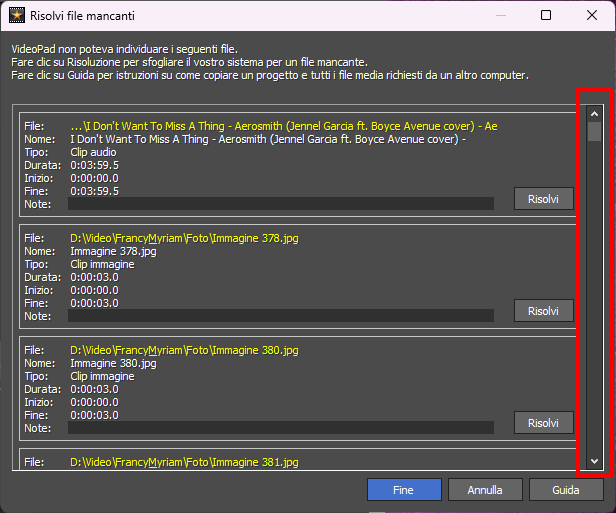 Risolvi file mancanti
VideoPad non poteva individuare i seguenti file.
Fare clic su Risoluzione per sfogliare il vostro sistema per un file mancante.
Fare clic su Guida per istruzioni su come copiare un progetto e tutti i file media richiesti da un altro computer.
File: ...\I Don't Want To Miss A Thing - Aerosmith (Jennel Garcia ft. Boyce Avenue cover) - Ae
Nome: I Don't Want To Miss A Thing - Aerosmith (Jennel Garcia ft. Boyce Avenue cover) -
Tipo: Clip audio
Durata: 0:03:59.5
Inizio: 0:00:00.0
Fine: 0:03:59.5
Note:
Risolvi
File: D:\Video\FrancyMyriam\Foto\Immagine 378.jpg
Nome: Immagine 378.jpg
Tipo: Clip immagine
Durata: 0:00:03.0
Inizio: 0:00:00.0
Fine: 0:00:03.0
Note:
Risolvi
File: D:\Video\FrancyMyriam\Foto\Immagine 380.jpg
Nome: Immagine 380.jpg
Tipo: Clip immagine
Durata: 0:00:03.0
Inizio: 0:00:00.0
Fine: 0:00:03.0
Note:
Risolvi
File: D:\Video\FrancyMyriam\Foto\Immagine 381.jpg
Fine Annulla Guida